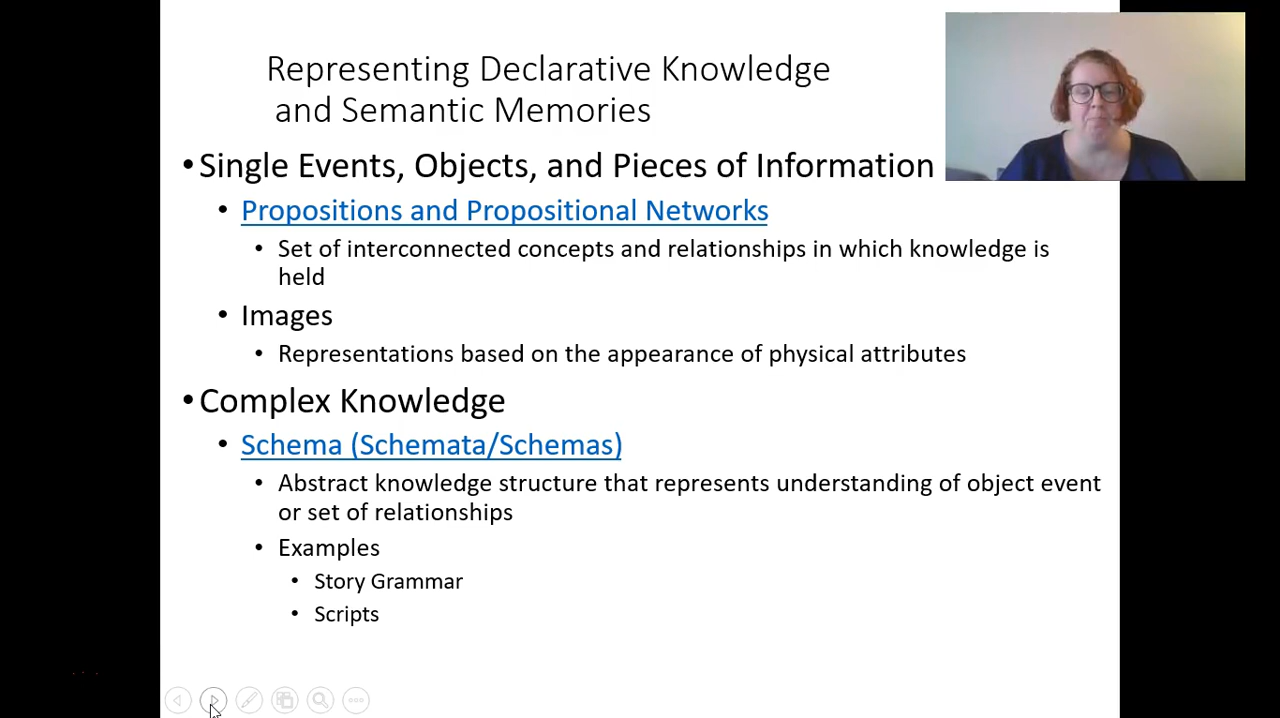 Representing Declarative Knowledge
and Semantic Memories
• Single Events, Objects, and Pieces of Information
• Propositions and Propositional Networks
• Set of interconnected concepts and relationships in which knowledge is
held
• Images
• Representations based on the appearance of physical attributes
• Complex Knowledge
• Schema (Schemata/Schemas)
• Abstract knowledge structure that represents understanding of object event
or set of relationships
• Examples
• Story Grammar
• Scripts